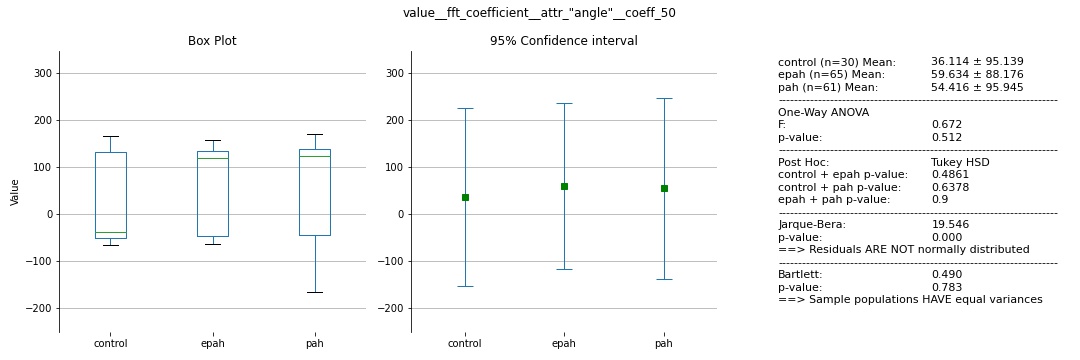 value__fft_coefficient__attr_"angle"__coeff_50
Box Plot
300
200
100
0
−100
−200
Value
control epah pah
95% Confidence interval
300
200
100
0
−100
−200
control epah pah
control (n=30) Mean: 36.114 ± 95.139
epah (n=65) Mean: 59.634 ± 88.176
pah (n=61) Mean: 54.416 ± 95.945
One-Way ANOVA
F: 0.672
p-value: 0.512
Post Hoc: Tukey HSD
control + epah p-value: 0.4861
control + pah p-value: 0.6378
epah + pah p-value: 0.9
Jarque-Bera: 19.546
p-value: 0.000
==> Residuals ARE NOT normally distributed
Bartlett: 0.490
p-value: 0.783
==> Sample populations HAVE equal variances